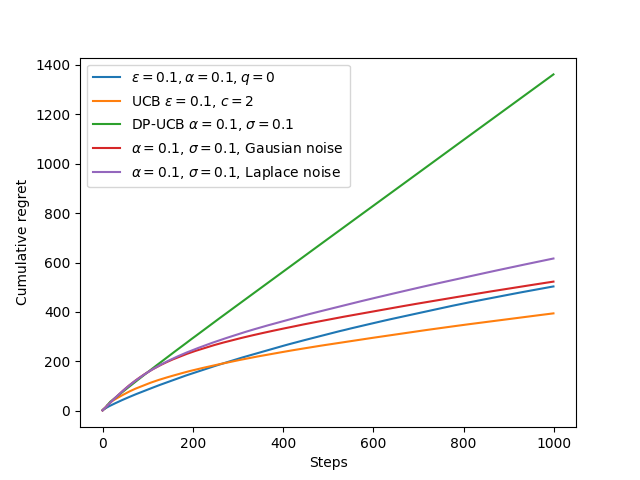 1400
1200
1000
800
600
400
200
0
Cumulative regret
ε = 0.1, α = 0.1, q = 0
UCB ε = 0.1, c = 2
DP-UCB α = 0.1, σ = 0.1
α = 0.1, σ = 0.1, Gausian noise
α = 0.1, σ = 0.1, Laplace noise
0 200 400 600 800 1000
Steps